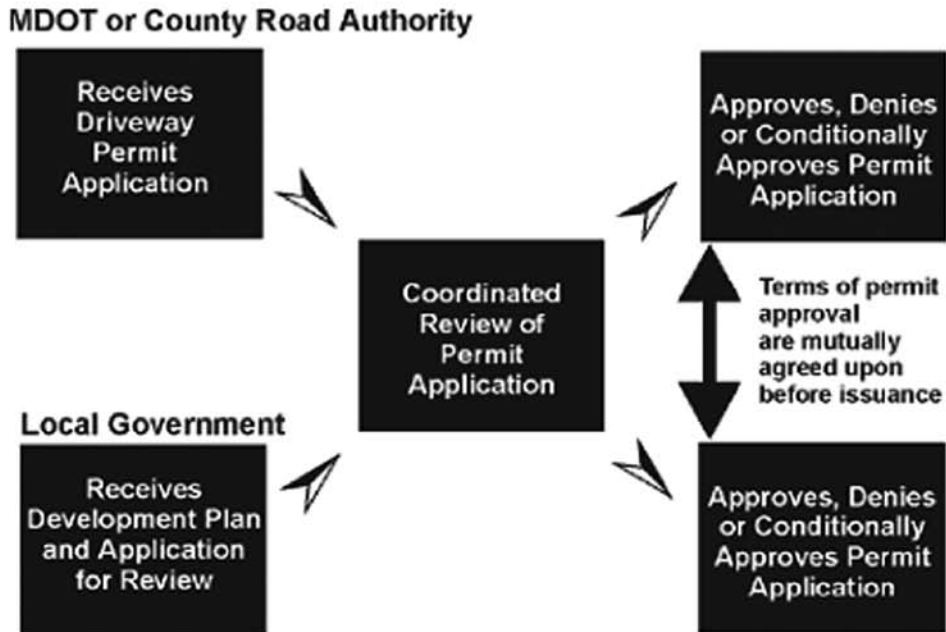 MDOT or County Road Authority
Receives
Driveway
Permit
Application
Approves, Denies
or Conditionally
Approves Permit
Application
Coordinated
Review of
Permit
Application
Terms of permit
approval
are mutually
agreed upon
before issuance
Local Government
Receives
Development Plan
and Application
for Review
Approves, Denies
or Conditionally
Approves Permit
Application